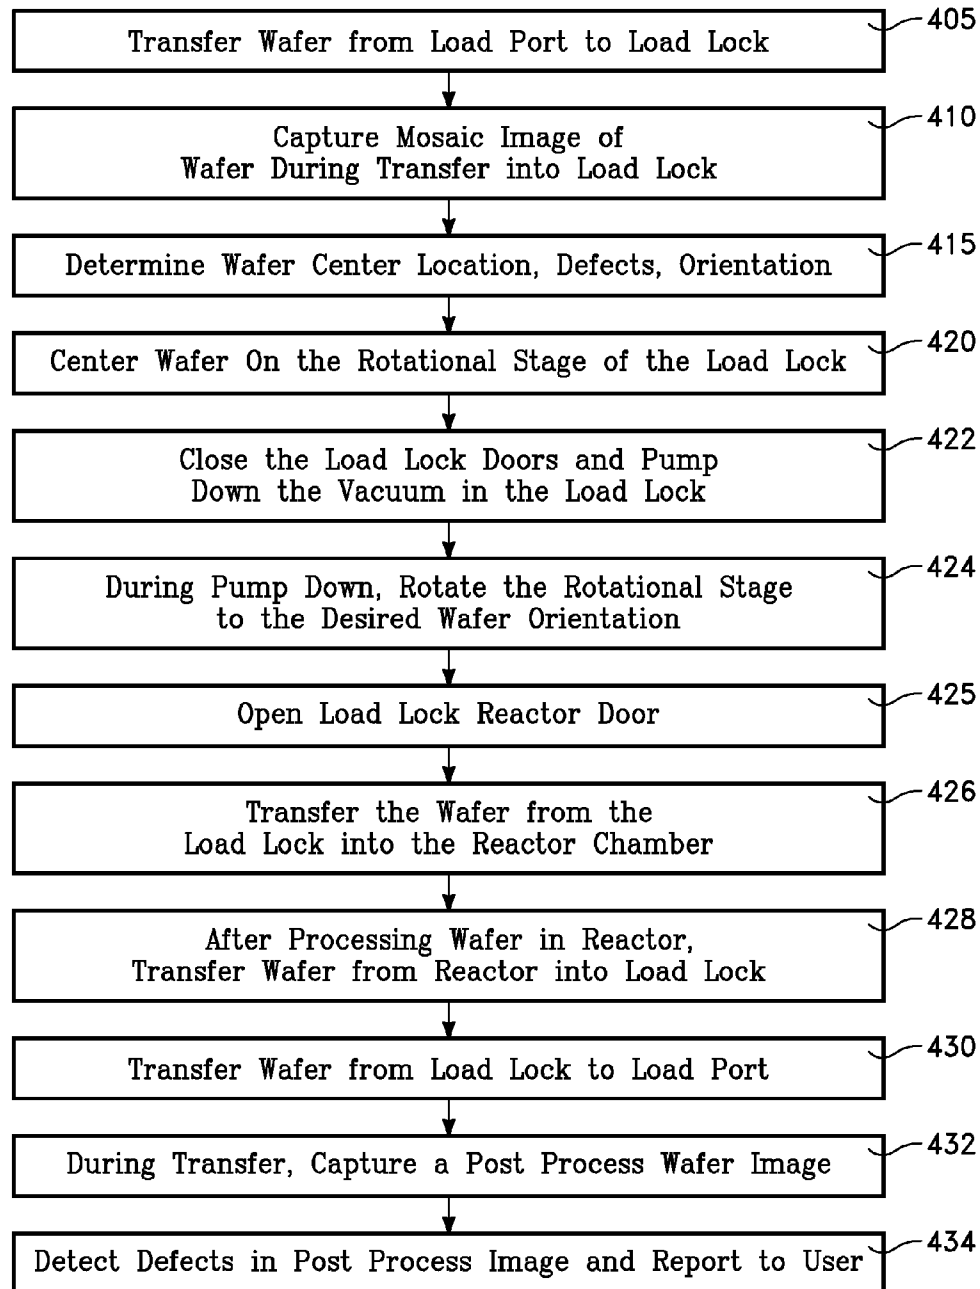 405
Transfer Wafer from Load Port to Load Lock
410
Capture Mosaic Image of
Wafer During Transfer into Load Lock
415
Determine Wafer Center Location, Defects, Orientation
420
Center Wafer On the Rotational Stage of the Load Lock
422
Close the Load Lock Doors and Pump
Down the Vacuum in the Load Lock
424
During Pump Down, Rotate the Rotational Stage
to the Desired Wafer Orientation
425
Open Load Lock Reactor Door
426
Transfer the Wafer from the
Load Lock into the Reactor Chamber
428
After Processing Wafer in Reactor,
Transfer Wafer from Reactor into Load Lock
430
Transfer Wafer from Load Lock to Load Port
432
During Transfer, Capture a Post Process Wafer Image
434
Detect Defects in Post Process Image and Report to User